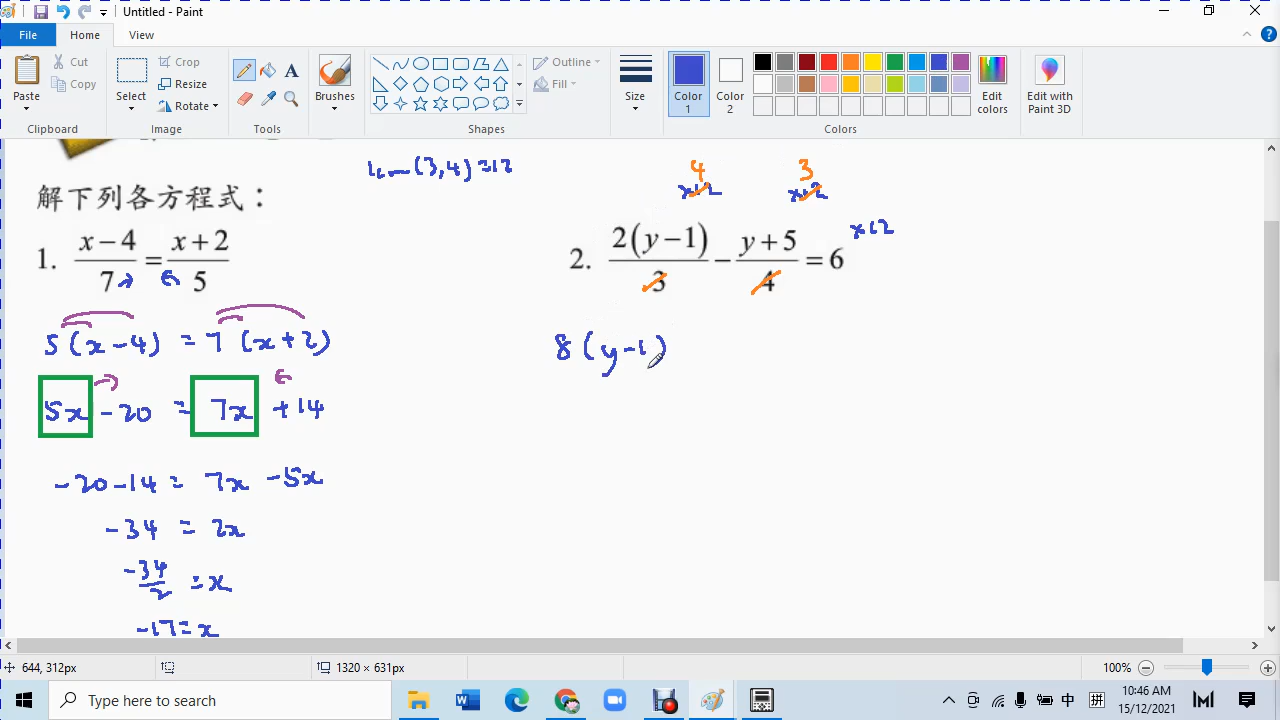 Untitled - Paint
File Home View
Paste Cut Copy
Clipboard
Select Crop Resize Rotate
Image
Tools
Brushes
Shapes
Outline
Fill
Size
Color 1
Color 2
Edit colors
Edit with Paint 3D
Colors
解下列各方程式：
1. (x−4)/7 = (x+2)/5
5(x−4) = 7(x+2)
5x −20 = 7x +14
−20−14 = 7x −5x
−34 = 2x
−34/2 = x
−17 = x
(3,4) = 12
4 3
×12 ×12
2. 2(y−1)/3 − (y+5)/4 = 6 ×12
8(y−1)
644, 312px
1320 × 631px
100%
Type here to search
中 拼
10:46 AM
15/12/2021